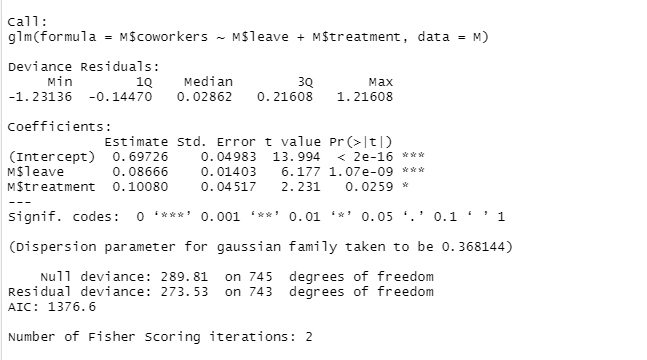 Call:
glm(formula = M$coworkers ~ M$leave + M$treatment, data = M)
Deviance Residuals:
Min 1Q Median 3Q Max
-1.23136 -0.14470 0.02862 0.21608 1.21608
Coefficients:
Estimate Std. Error t value Pr(>|t|)
(Intercept) 0.69726 0.04983 13.994 < 2e-16 ***
M$leave 0.08666 0.01403 6.177 1.07e-09 ***
M$treatment 0.10080 0.04517 2.231 0.0259 *
---
Signif. codes: 0 ‘***’ 0.001 ‘**’ 0.01 ‘*’ 0.05 ‘.’ 0.1 ‘ ’ 1
(Dispersion parameter for gaussian family taken to be 0.368144)
Null deviance: 289.81 on 745 degrees of freedom
Residual deviance: 273.53 on 743 degrees of freedom
AIC: 1376.6
Number of Fisher Scoring iterations: 2